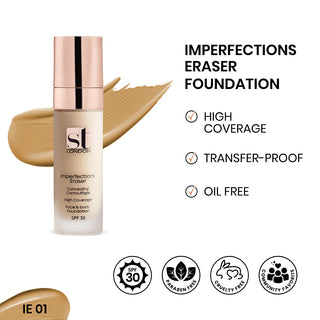 IMPERFECTIONS
ERASER
FOUNDATION
HIGH
COVERAGE
TRANSFER-PROOF
OIL FREE
st
LONDON
Imperfections
Eraser
Concealing
Camouflage
High Coverage
Face & body
Foundation
SPF 30
SPF
30
PARABEN FREE
CRUELTY FREE
COMMUNITY FAVORITE
IE 01